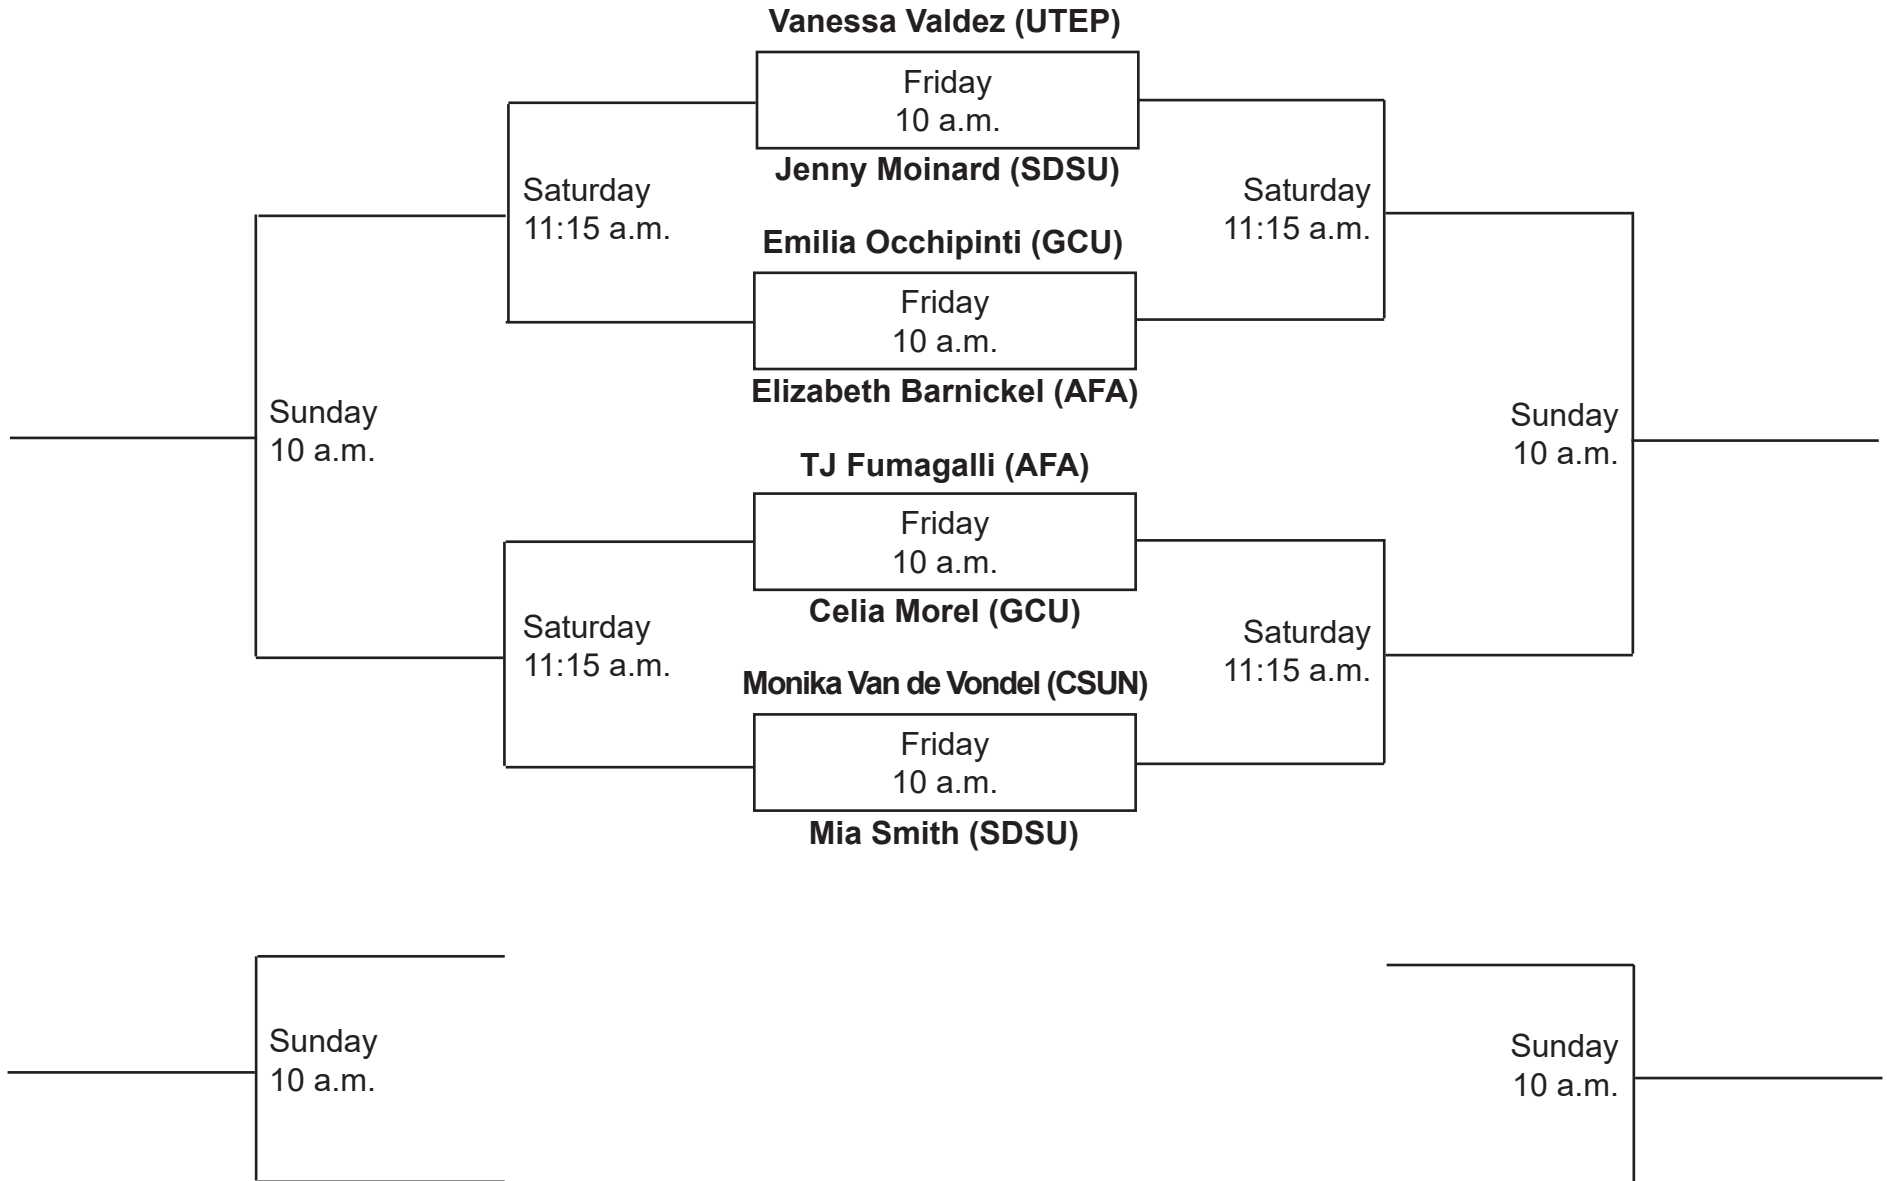 Vanessa Valdez (UTEP)
Friday
10 a.m.
Jenny Moinard (SDSU)
Saturday
11:15 a.m.
Saturday
11:15 a.m.
Emilia Occhipinti (GCU)
Friday
10 a.m.
Elizabeth Barnickel (AFA)
Sunday
10 a.m.
Sunday
10 a.m.
TJ Fumagalli (AFA)
Friday
10 a.m.
Celia Morel (GCU)
Saturday
11:15 a.m.
Saturday
11:15 a.m.
Monika Van de Vondel (CSUN)
Friday
10 a.m.
Mia Smith (SDSU)
Sunday
10 a.m.
Sunday
10 a.m.